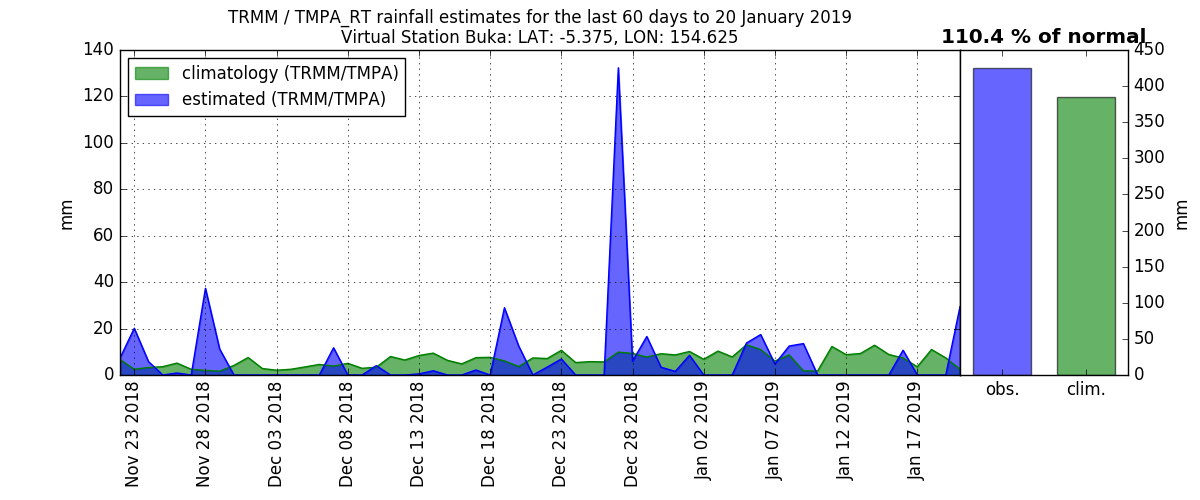 TRMM / TMPA_RT rainfall estimates for the last 60 days to 20 January 2019
Virtual Station Buka: LAT: -5.375, LON: 154.625
110.4 % of normal
climatology (TRMM/TMPA)
estimated (TRMM/TMPA)
140
120
100
80
60
40
20
0
mm
Nov 23 2018
Nov 28 2018
Dec 03 2018
Dec 08 2018
Dec 13 2018
Dec 18 2018
Dec 23 2018
Dec 28 2018
Jan 02 2019
Jan 07 2019
Jan 12 2019
Jan 17 2019
450
400
350
300
250
200
150
100
50
0
mm
obs.
clim.